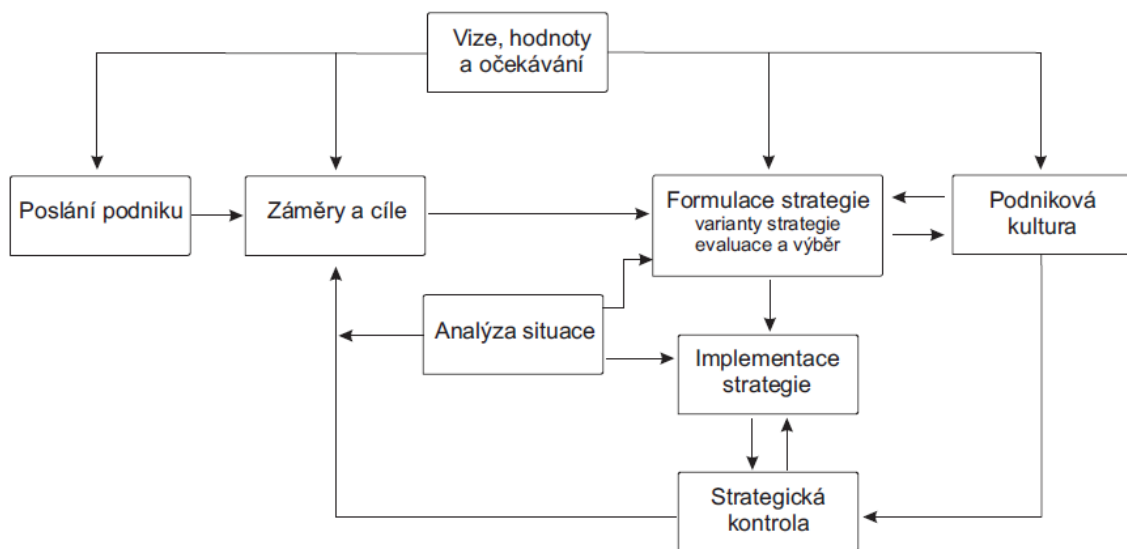 Vize, hodnoty
a očekávání
Poslání podniku
Záměry a cíle
Formulace strategie
varianty strategie
evaluace a výběr
Podniková
kultura
Analýza situace
Implementace
strategie
Strategická
kontrola